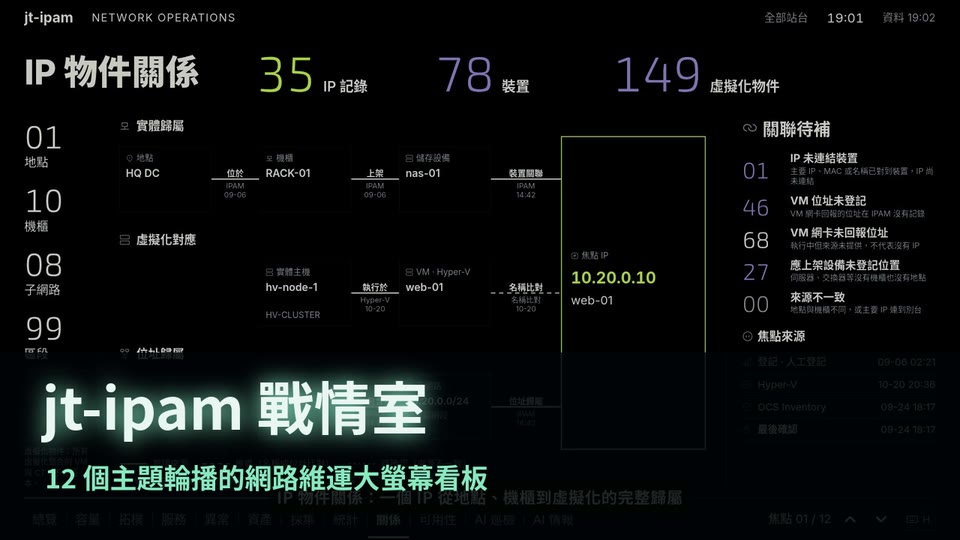 jt-ipam NETWORK OPERATIONS
全部站台 19:01 資料 19:02
IP 物件關係
35 IP 記錄
78 裝置
149 虛擬化物件
01
地點
10
機櫃
08
子網路
99
區段
實體歸屬
地點
HQ DC
位於
IPAM
09-06
機櫃
RACK-01
上架
IPAM
09-06
儲存設備
nas-01
裝置關聯
IPAM
14:42
虛擬化對應
實體主機
hv-node-1
HV-CLUSTER
執行於
Hyper-V
10-20
VM · Hyper-V
web-01
名稱比對
名稱比對
10-20
焦點 IP
10.20.0.10
web-01
位址歸屬
位址歸屬
IPAM
14:42
關聯待補
01 IP 未連結裝置
主要 IP、MAC 或名稱已對到裝置，IP 尚
未連結
46 VM 位址未登記
VM 網卡回報的位址在 IPAM 沒有記錄
68 VM 網卡未回報位址
執行中但來源未提供，不代表沒有 IP
27 應上架設備未登記位置
伺服器、交換器等沒有機櫃也沒有地點
00 來源不一致
地點與機櫃不同，或主要 IP 連到別台
焦點來源
登記 · 人工登記 09-06 02:21
Hyper-V 10-20 20:36
OCS Inventory 09-24 18:17
最後確認 09-24 18:17
jt-ipam 戰情室
12 個主題輪播的網路維運大螢幕看板
IP 物件關係：一個 IP 從地點、機櫃到虛擬化的完整歸屬
總覽 容量 拓樸 服務 異常 資產 採集 統計 關係 可用性 AI 巡檢 AI 情報
焦點 01 / 12
H